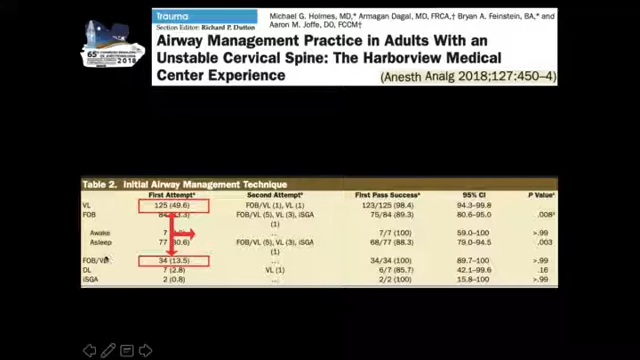 Trauma
Section Editor: Richard P. Dutton
Michael G. Holmes, MD,* Armagan Dagal, MD, FRCA,† Bryan A. Feinstein, BA,* and
Aaron M. Joffe, DO, FCCM†
Airway Management Practice in Adults With an
Unstable Cervical Spine: The Harborview Medical
Center Experience
(Anesth Analg 2018;127:450–4)
65
2018
Table 2. Initial Airway Management Technique
First Attempt Second Attempt First Pass Success 95% CI P Value
VL 125 (49.6) FOB/VL (1), VL (1) 123/125 (98.4) 94.3–99.8
FOB 84 FOB/VL (5), VL (3), iSGA 75/84 (89.3) 80.6–95.0 .008
(1)
Awake 7 ... 7/7 (100) 59.0–100 >.99
Asleep 77 FOB/VL (5), VL (3), iSGA 68/77 (88.3) 79.0–94.5 .003
(1)
FOB/VL 34 (13.5) ... 34/34 (100) 89.7–100 >.99
DL 7 (2.8) VL (1) 6/7 (85.7) 42.1–99.6 .16
iSGA 2 (0.8) ... 2/2 (100) 15.8–100 >.99